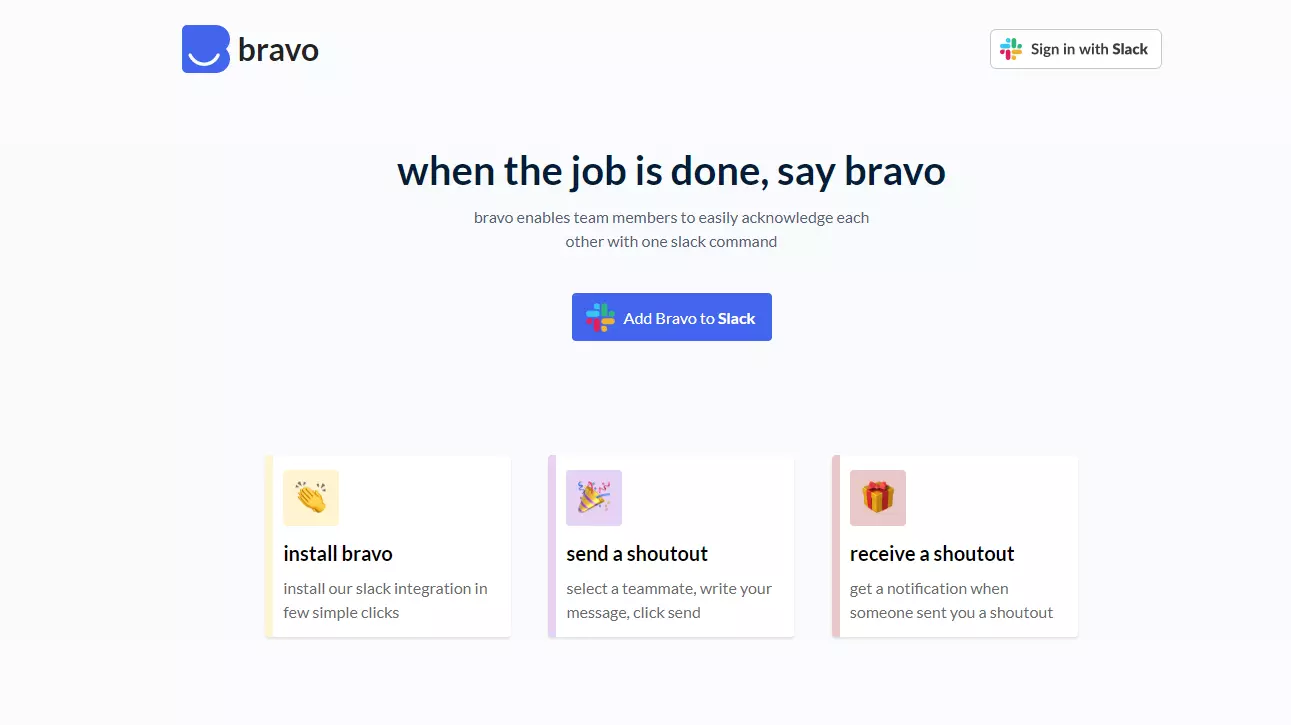 bravo
Sign in with Slack
when the job is done, say bravo
bravo enables team members to easily acknowledge each
other with one slack command
Add Bravo to Slack
install bravo
install our slack integration in
few simple clicks
send a shoutout
select a teammate, write your
message, click send
receive a shoutout
get a notification when
someone sent you a shoutout